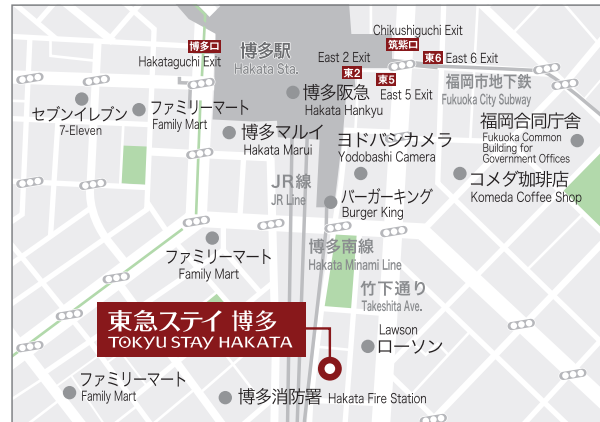 Chikushiguchi Exit
筑紫口
博多口
Hakataguchi Exit
博多駅
Hakata Sta.
East 2 Exit
東2
東6
East 6 Exit
東5
East 5 Exit
福岡市地下鉄
Fukuoka City Subway
セブンイレブン
7-Eleven
ファミリーマート
Family Mart
博多阪急
Hakata Hankyu
博多マルイ
Hakata Marui
ヨドバシカメラ
Yodobashi Camera
福岡合同庁舎
Fukuoka Common
Building for
Government Offices
コメダ珈琲店
Komeda Coffee Shop
JR線
JR Line
バーガーキング
Burger King
ファミリーマート
Family Mart
博多南線
Hakata Minami Line
竹下通り
Takeshita Ave.
東急ステイ 博多
TOKYU STAY HAKATA
Lawson
ローソン
ファミリーマート
Family Mart
博多消防署
Hakata Fire Station